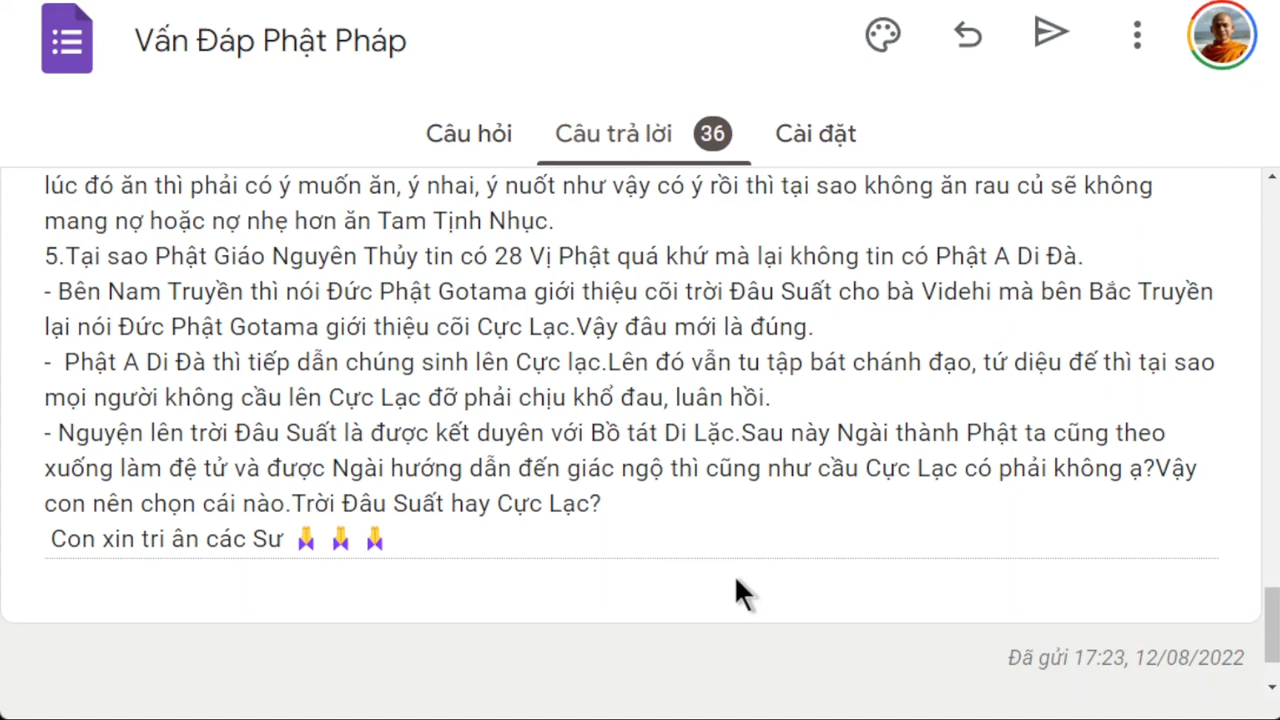 Vấn Đáp Phật Pháp
Câu hỏi
Câu trả lời 36
Cài đặt
lúc đó ăn thì phải có ý muốn ăn, ý nhai, ý nuốt như vậy có ý rồi thì tại sao không ăn rau củ sẽ không
mang nợ hoặc nợ nhẹ hơn ăn Tam Tịnh Nhục.
5.Tại sao Phật Giáo Nguyên Thủy tin có 28 Vị Phật quá khứ mà lại không tin có Phật A Di Đà.
- Bên Nam Truyền thì nói Đức Phật Gotama giới thiệu cõi trời Đâu Suất cho bà Videhi mà bên Bắc Truyền
lại nói Đức Phật Gotama giới thiệu cõi Cực Lạc.Vậy đâu mới là đúng.
-  Phật A Di Đà thì tiếp dẫn chúng sinh lên Cực lạc.Lên đó vẫn tu tập bát chánh đạo, tứ diệu đế thì tại sao
mọi người không cầu lên Cực Lạc đỡ phải chịu khổ đau, luân hồi.
- Nguyện lên trời Đâu Suất là được kết duyên với Bồ tát Di Lặc.Sau này Ngài thành Phật ta cũng theo
xuống làm đệ tử và được Ngài hướng dẫn đến giác ngộ thì cũng như cầu Cực Lạc có phải không ạ?Vậy
con nên chọn cái nào.Trời Đâu Suất hay Cực Lạc?
Con xin tri ân các Sư 🙏 🙏 🙏
Đã gửi 17:23, 12/08/2022